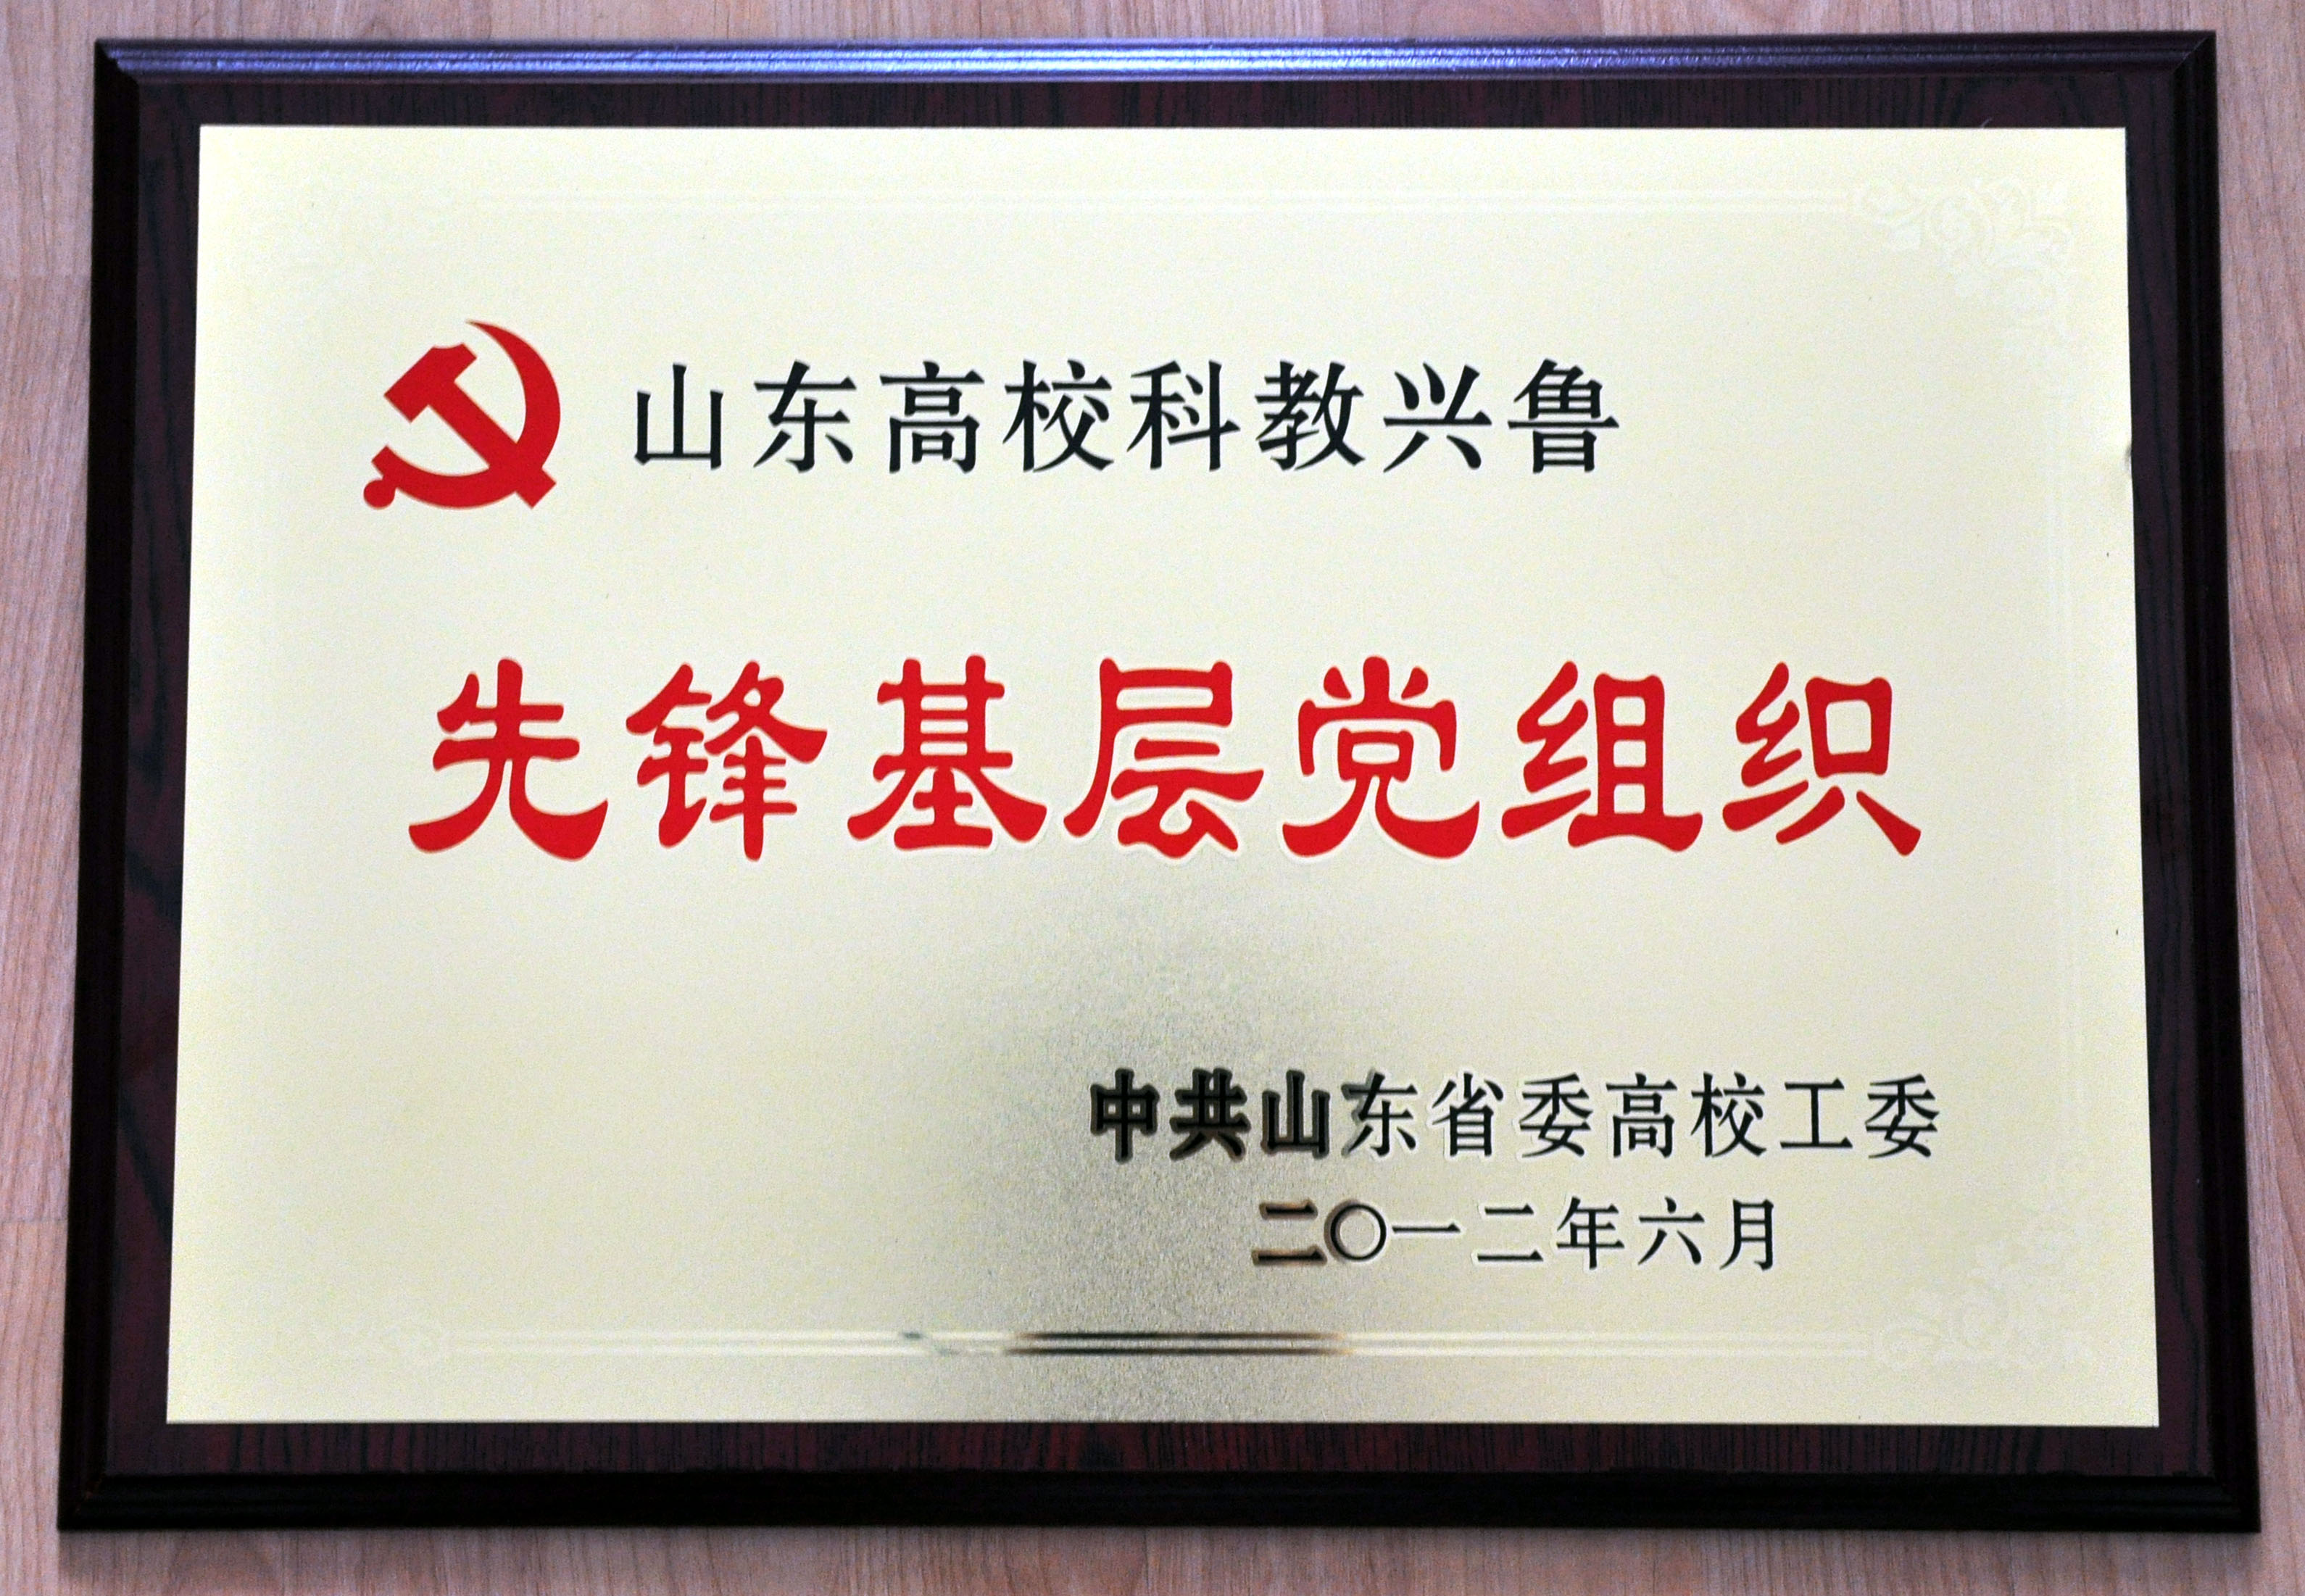 山东高校科教兴鲁
先锋基层党组织
中共山东省委高校工委
二〇一二年六月